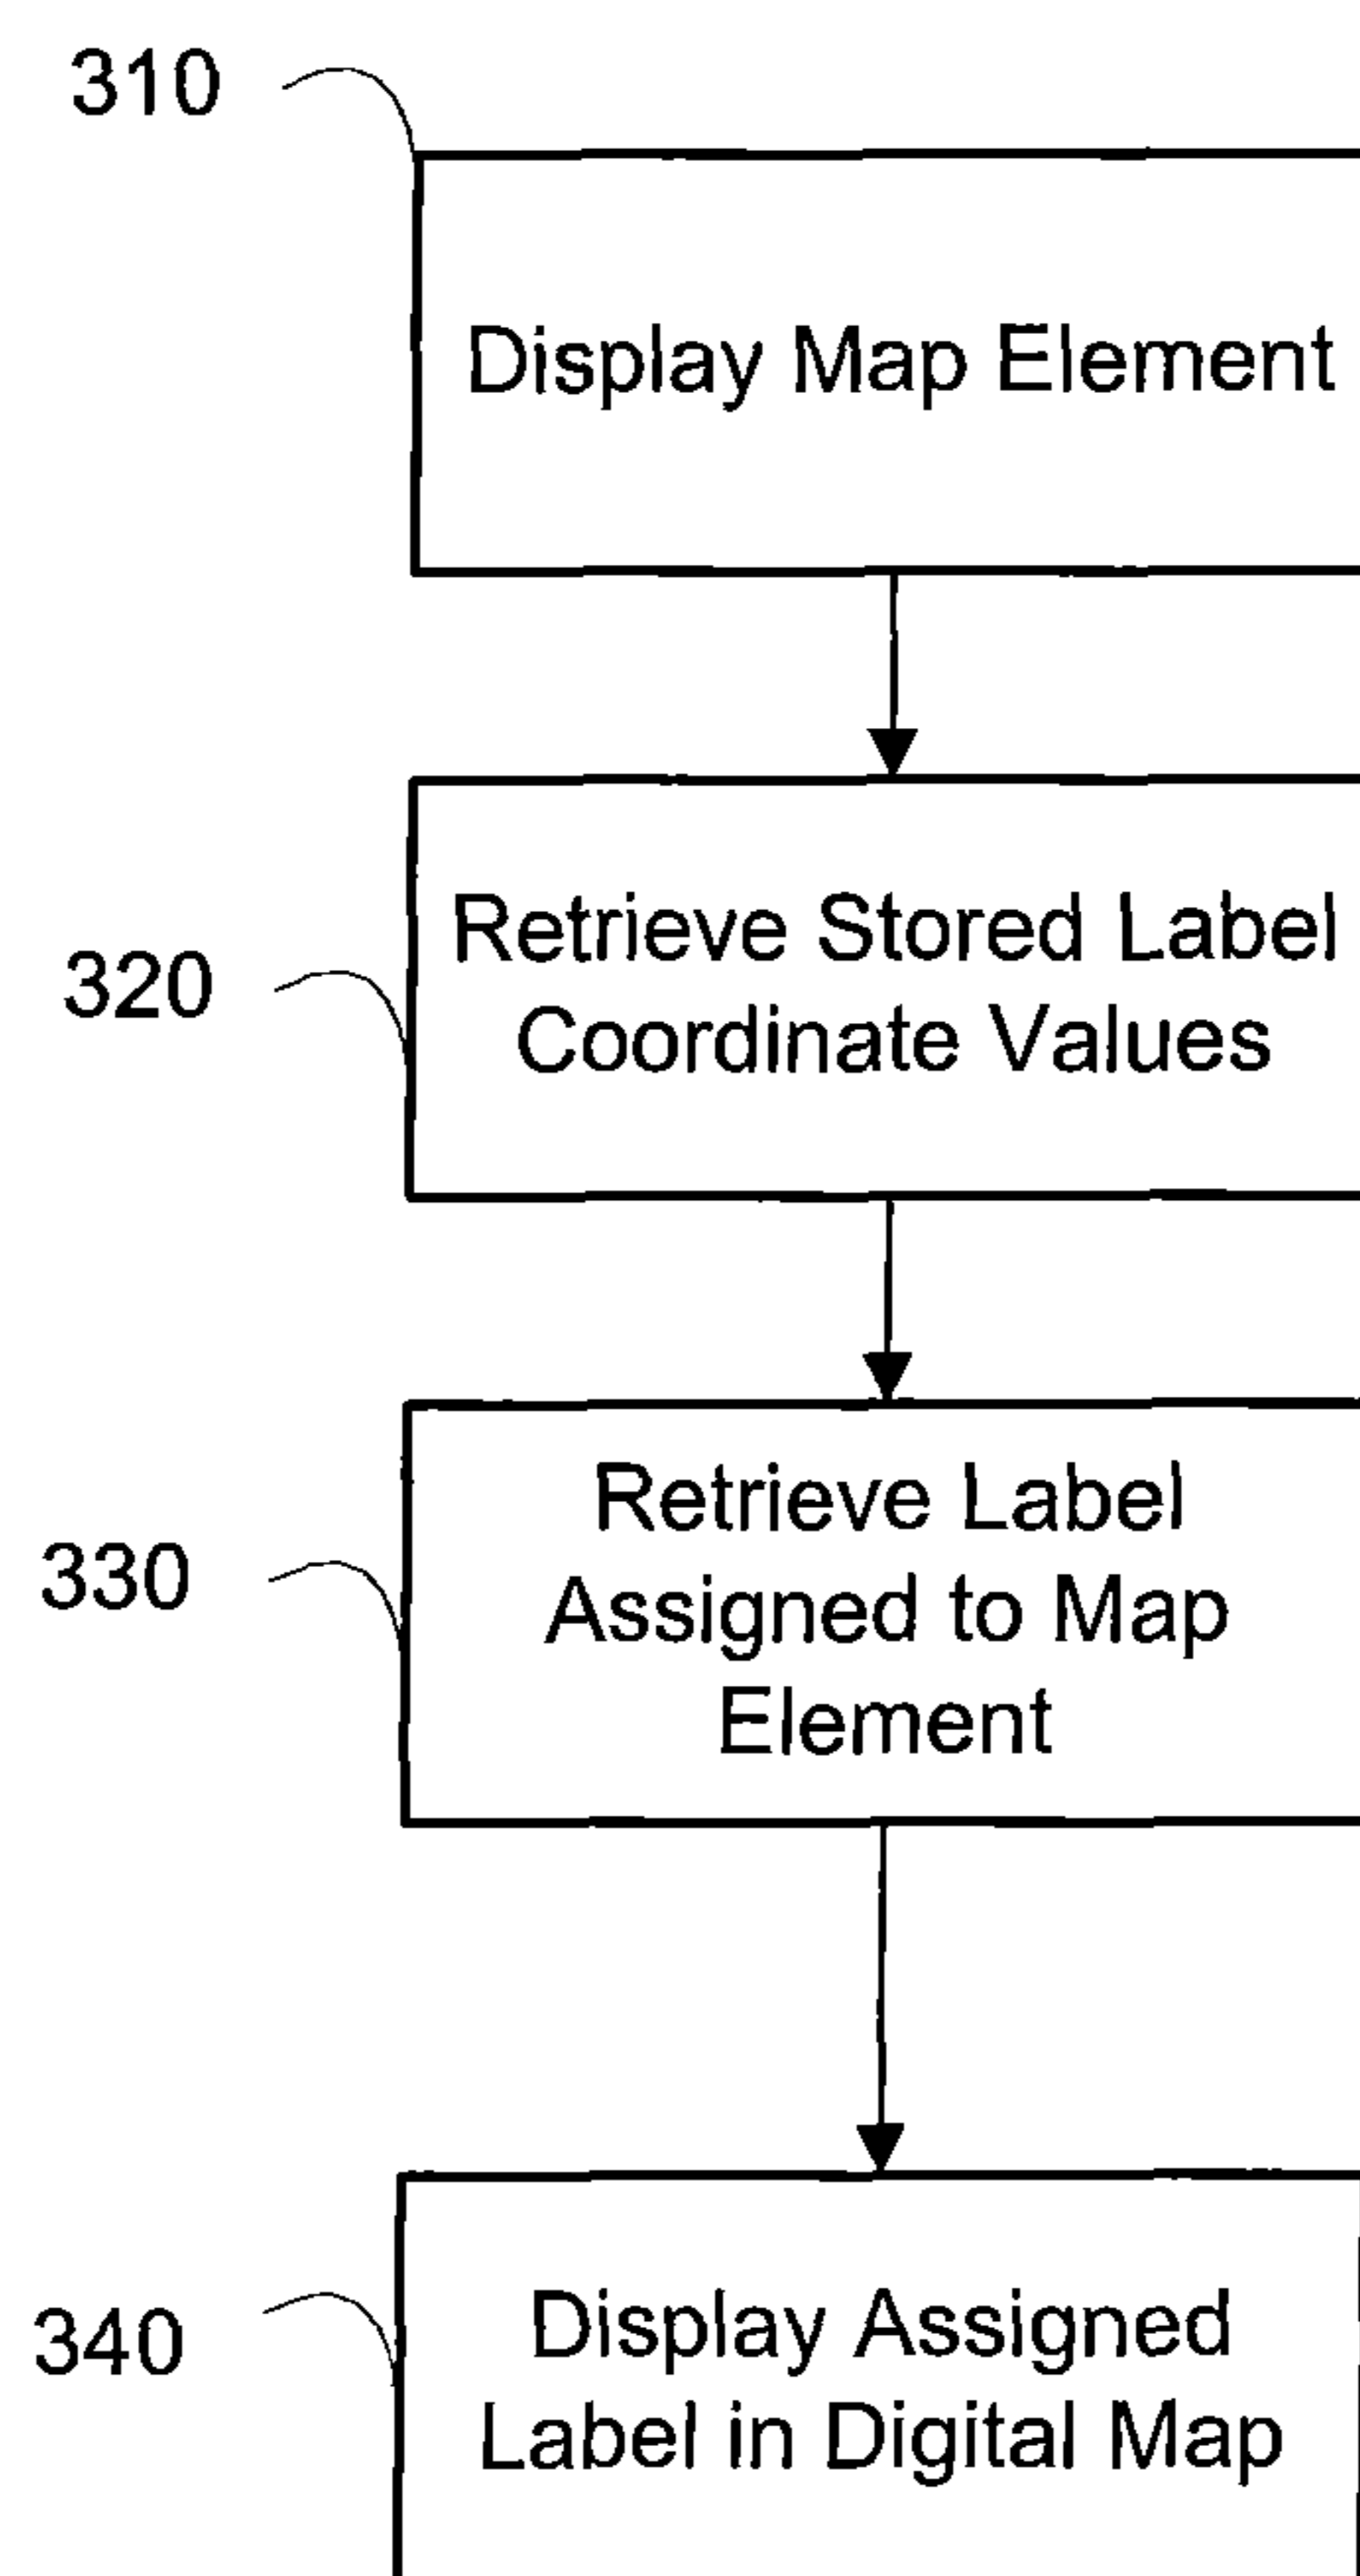 310
Display Map Element
320
Retrieve Stored Label
Coordinate Values
330
Retrieve Label
Assigned to Map
Element
340
Display Assigned
Label in Digital Map